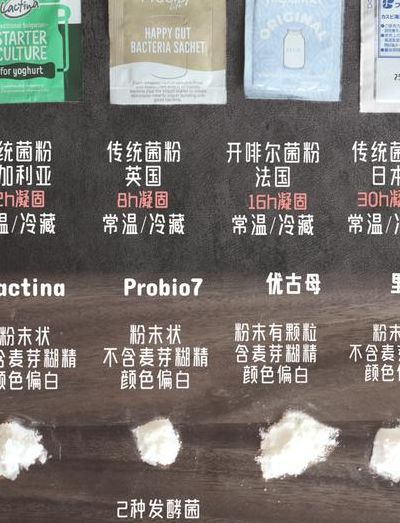 Lactina
STARTER
CULTURE
for yoghurt
HAPPY GUT
BACTERIA SACHET
ORIGINAL
统菌粉
加利亚
2h凝固
常温/冷藏
传统菌粉
英国
8h凝固
常温/冷藏
开啡尔菌粉
法国
16h凝固
常温/冷藏
传统菌
日本
30h凝
常温/冷
actina
Probio7
优古母
粉末状
含麦芽糊精
颜色偏白
粉末状
不含麦芽糊精
颜色偏白
粉末有颗粒
含麦芽糊精
颜色偏白
粉末
不含麦芽
颜色偏
2种发酵菌